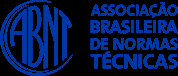 ABNT
ASSOCIAÇÃO
BRASILEIRA
DE NORMAS
TÉCNICAS